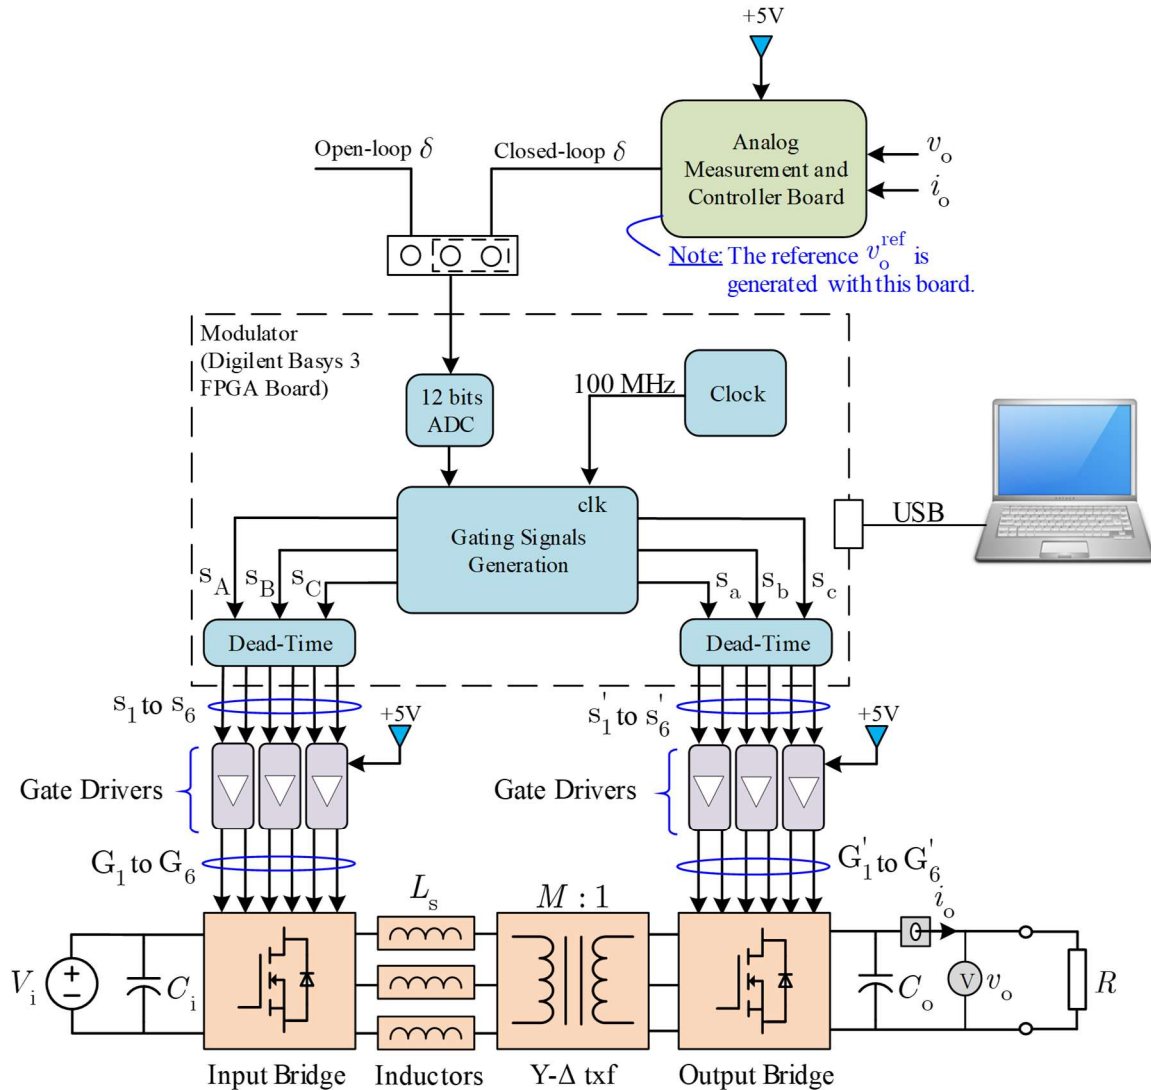 +5V
Analog
Measurement and
Controller Board
v_o
i_o
Open-loop δ
Closed-loop δ
Note: The reference v_o^ref is
generated with this board.
Modulator
(Digilent Basys 3
FPGA Board)
12 bits
ADC
100 MHz
Clock
clk
Gating Signals
Generation
USB
s_A
s_B
s_C
s_a
s_b
s_c
Dead-Time
Dead-Time
s_1 to s_6
+5V
s_1' to s_6'
+5V
Gate Drivers
Gate Drivers
G_1 to G_6
G_1' to G_6'
L_s
M : 1
i_o
V_i
C_i
C_o
V
v_o
R
Input Bridge
Inductors
Y-Δ txf
Output Bridge